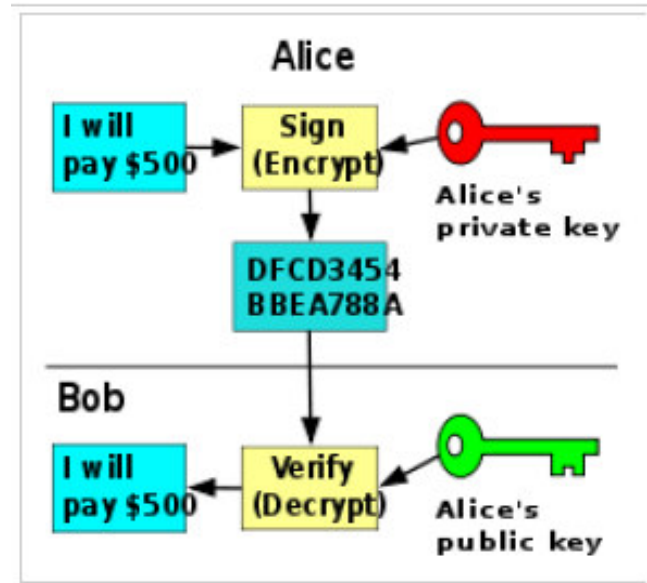 Alice
I will
pay $500
Sign
(Encrypt)
Alice's
private key
DFCD3454
BBEA788A
Bob
I will
pay $500
Verify
(Decrypt)
Alice's
public key